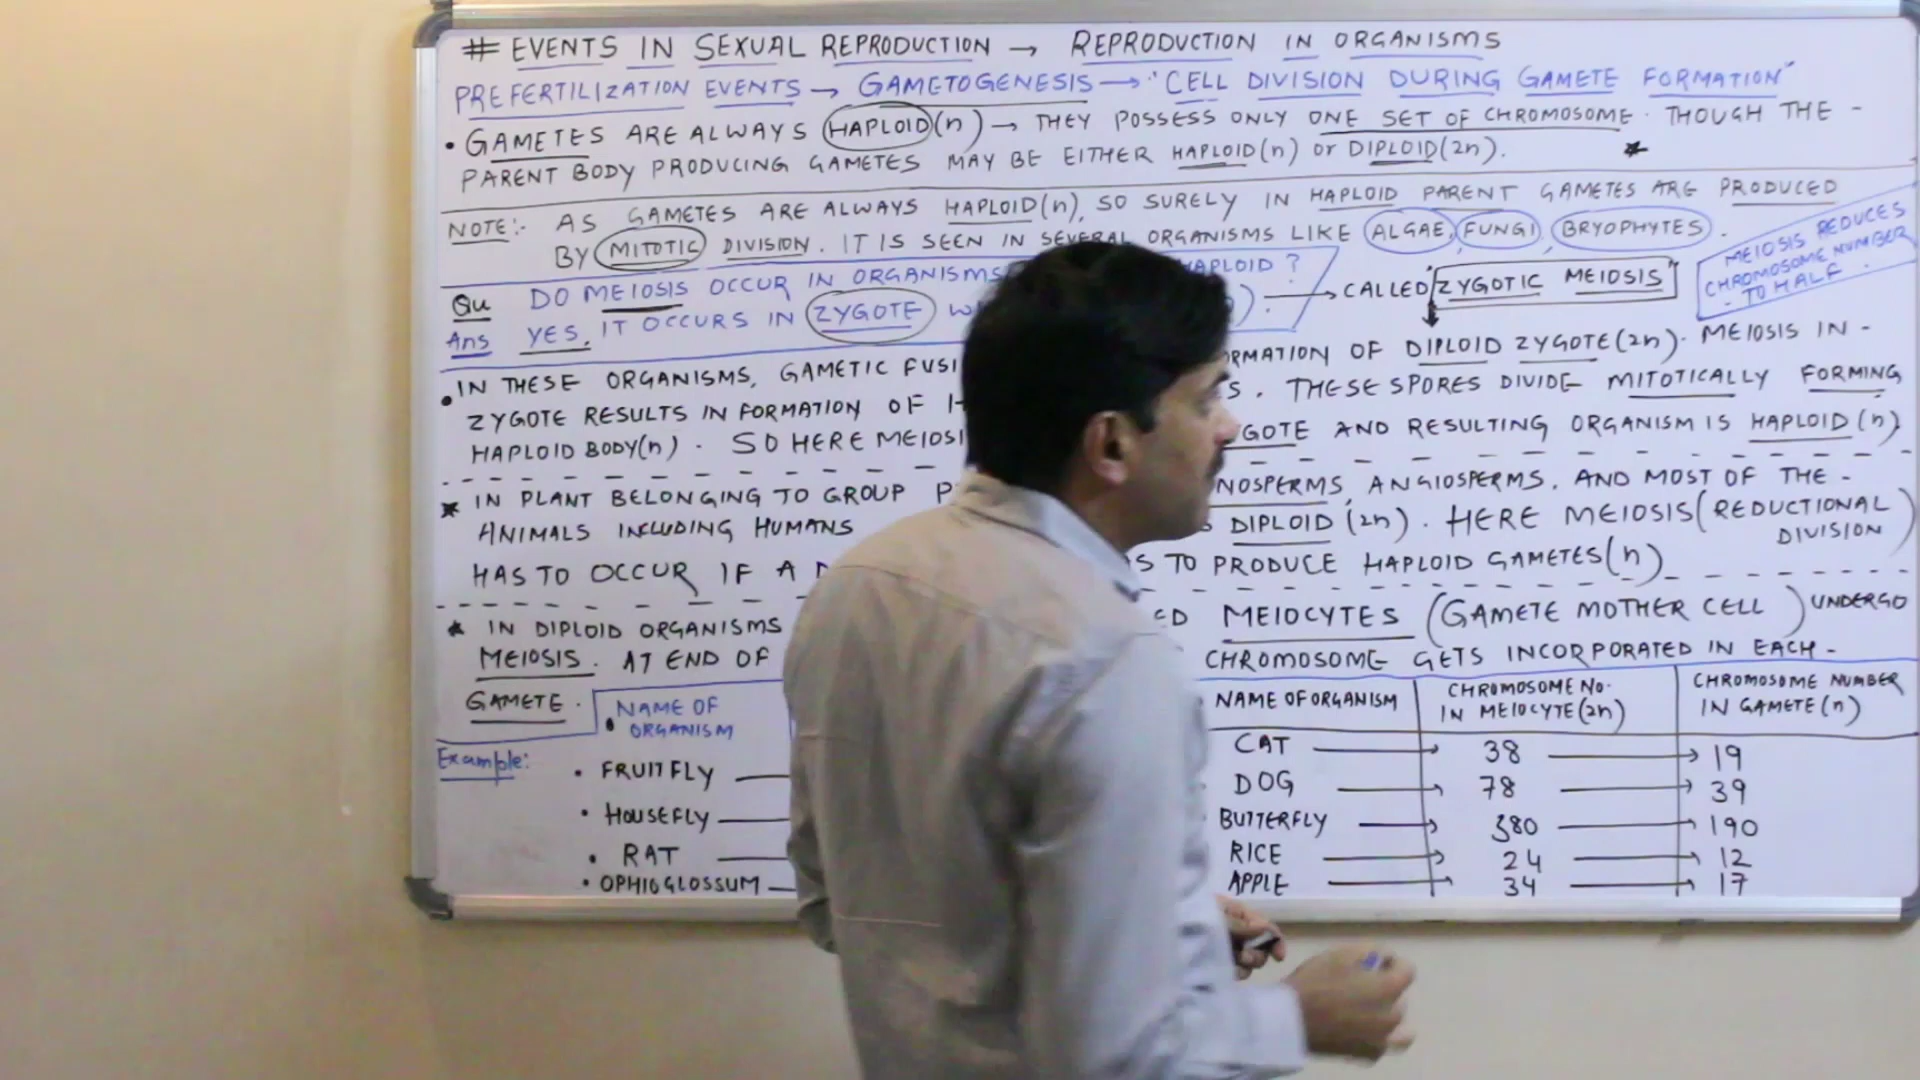 # EVENTS IN SEXUAL REPRODUCTION → REPRODUCTION IN ORGANISMS
PREFERTILIZATION EVENTS → GAMETOGENESIS → "CELL DIVISION DURING GAMETE FORMATION"
• GAMETES ARE ALWAYS HAPLOID (n) → THEY POSSESS ONLY ONE SET OF CHROMOSOME. THOUGH THE -
PARENT BODY PRODUCING GAMETES MAY BE EITHER HAPLOID (n) or DIPLOID (2n). *
NOTE:- AS GAMETES ARE ALWAYS HAPLOID (n), SO SURELY IN HAPLOID PARENT GAMETES ARE PRODUCED
BY MITOTIC DIVISION. IT IS SEEN IN SEVERAL ORGANISMS LIKE ALGAE, FUNGI, BRYOPHYTES.
Qu DO MEIOSIS OCCUR IN ORGANISMS HAPLOID ?
Ans YES, IT OCCURS IN ZYGOTE ). → CALLED "ZYGOTIC MEIOSIS"
MEIOSIS REDUCES
CHROMOSOME NUMBER
- TO HALF.
• IN THESE ORGANISMS, GAMETIC OF DIPLOID ZYGOTE (2n). MEIOSIS IN -
ZYGOTE RESULTS IN FORMATION OF S. THESE SPORES DIVIDE MITOTICALLY FORMING
HAPLOID BODY (n). SO HERE AND RESULTING ORGANISM IS HAPLOID (n)
* IN PLANT BELONGING TO GROUP ANGIOSPERMS, AND MOST OF THE -
ANIMALS INCLUDING HUMANS DIPLOID (2n). HERE MEIOSIS (REDUCTIONAL
DIVISION)
HAS TO OCCUR IF A TO PRODUCE HAPLOID GAMETES (n)
* IN DIPLOID ORGANISMS MEIOCYTES (GAMETE MOTHER CELL) UNDERGO
MEIOSIS. AT END OF CHROMOSOME GETS INCORPORATED IN EACH -
GAMETE.
Example:
• NAME OF
ORGANISM
• FRUITFLY
• HOUSEFLY
• RAT
• OPHIOGLOSSUM
NAME OF ORGANISM CHROMOSOME NO. IN MEIOCYTE (2n) CHROMOSOME NUMBER IN GAMETE (n)
CAT → 38 → 19
DOG → 78 → 39
BUTTERFLY → 380 → 190
RICE → 24 → 12
APPLE → 34 → 17